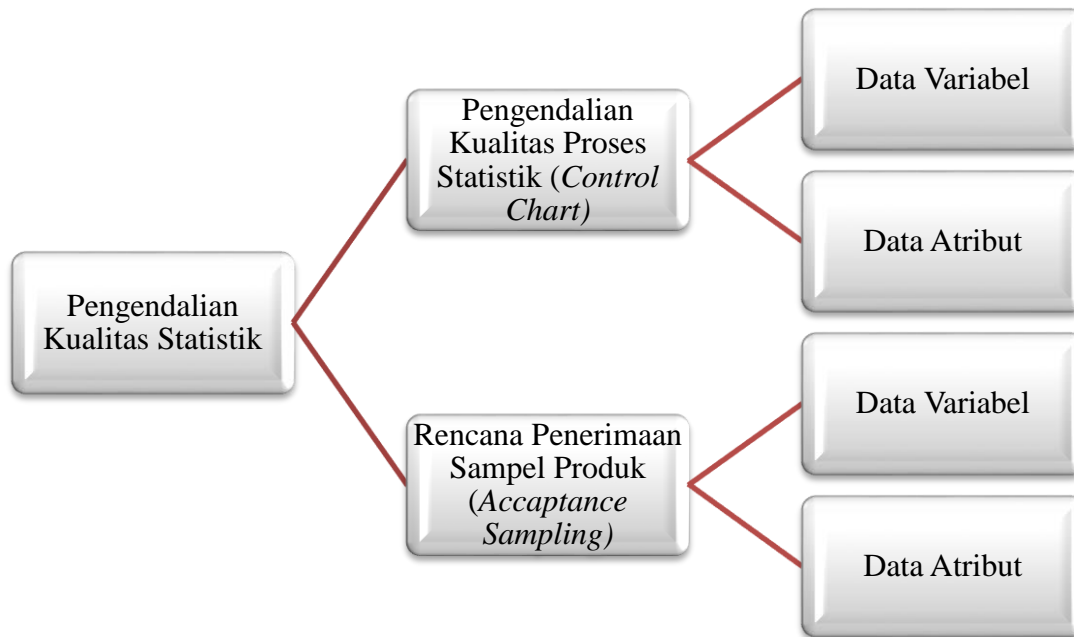 Pengendalian
Kualitas Statistik
Pengendalian
Kualitas Proses
Statistik (Control
Chart)
Data Variabel
Data Atribut
Rencana Penerimaan
Sampel Produk
(Accaptance
Sampling)
Data Variabel
Data Atribut